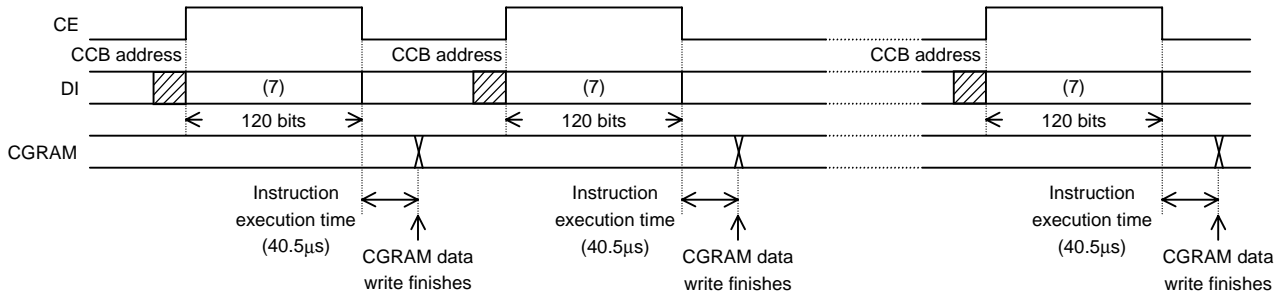 CE
CCB address CCB address CCB address
DI (7) (7) (7)
120 bits 120 bits 120 bits
CGRAM
Instruction execution time (40.5μs)
CGRAM data write finishes
Instruction execution time (40.5μs)
CGRAM data write finishes
Instruction execution time (40.5μs)
CGRAM data write finishes